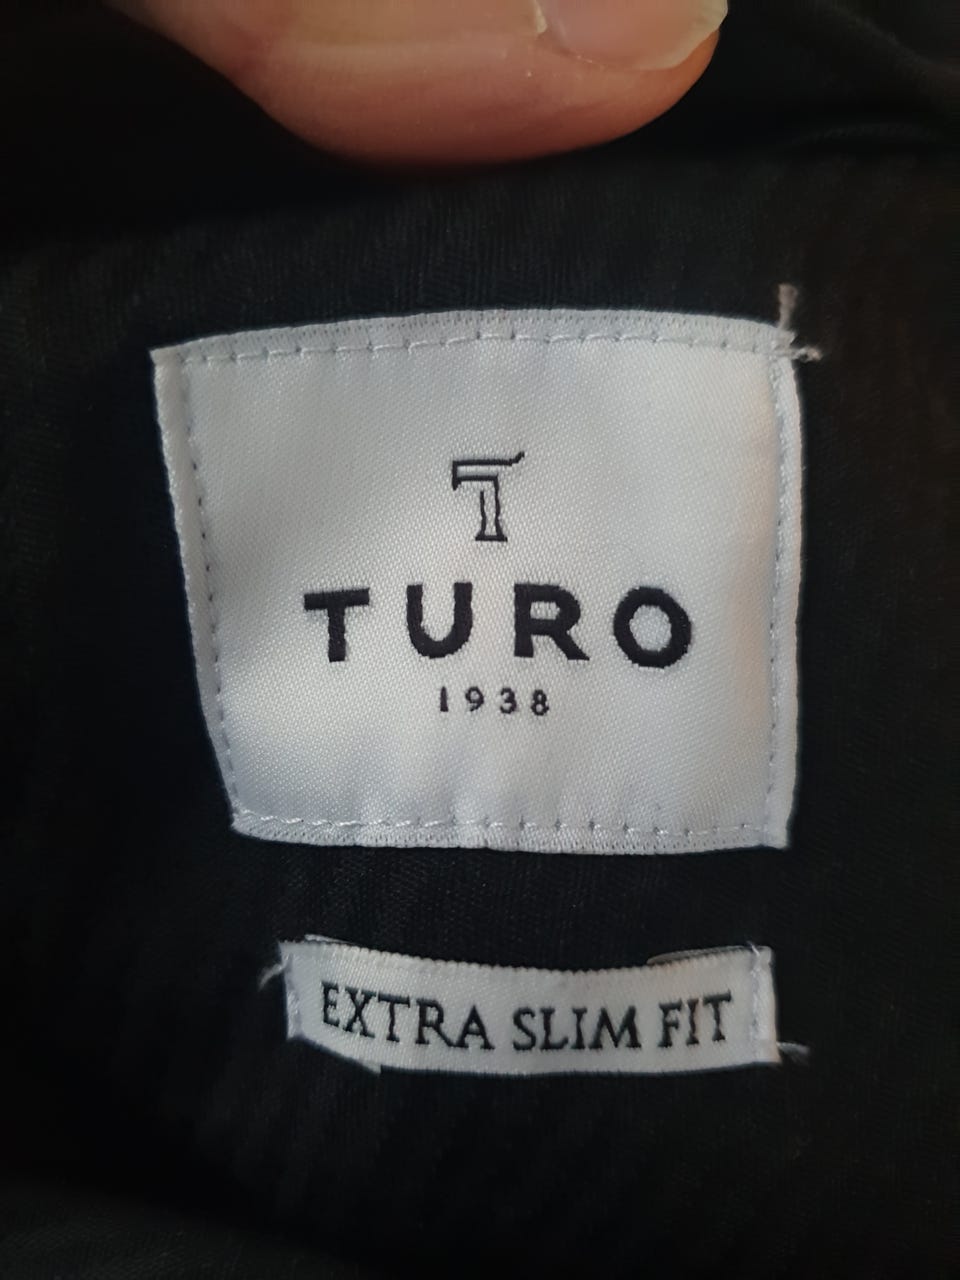 T
TURO
1938
EXTRA SLIM FIT